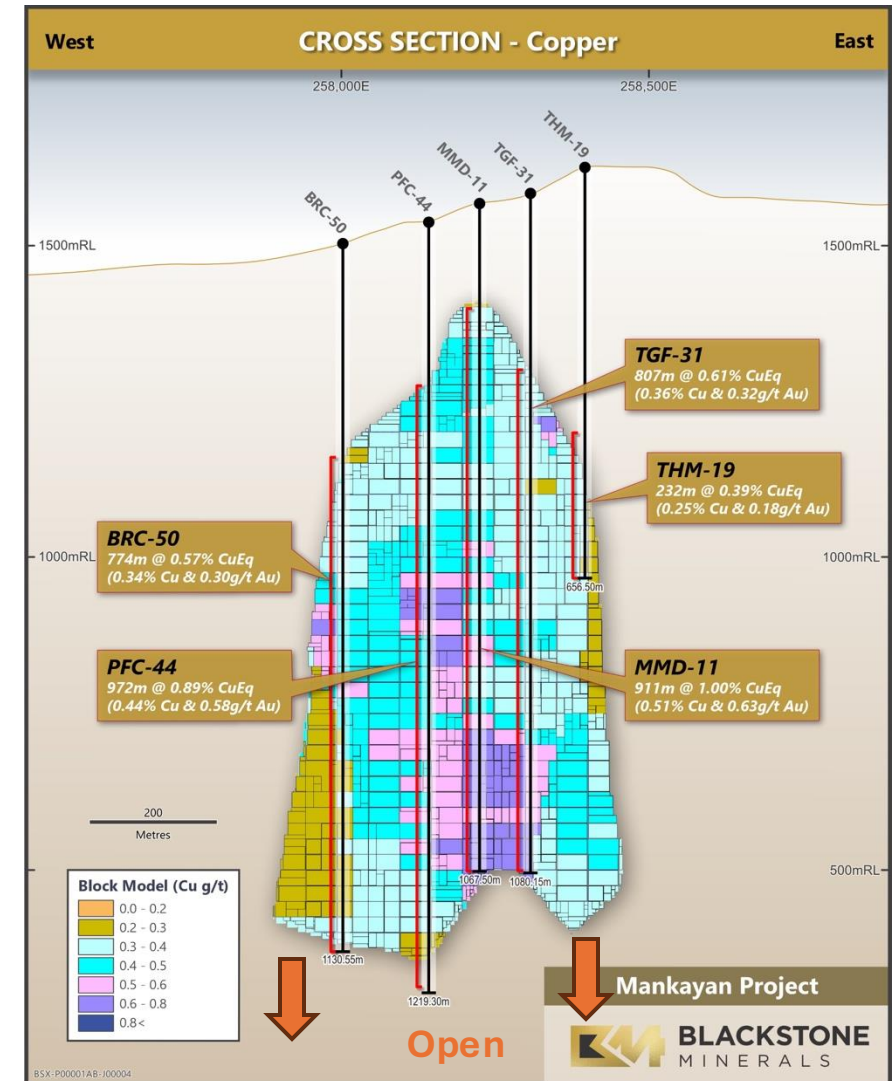 West
CROSS SECTION - Copper
East
258,000E
258,500E
THM-19
TGF-31
MMD-11
PFC-44
BRC-50
1500mRL
1500mRL
TGF-31
807m @ 0.61% CuEq
(0.36% Cu & 0.32g/t Au)
THM-19
232m @ 0.39% CuEq
(0.25% Cu & 0.18g/t Au)
BRC-50
774m @ 0.57% CuEq
(0.34% Cu & 0.30g/t Au)
1000mRL
1000mRL
656.50m
PFC-44
972m @ 0.89% CuEq
(0.44% Cu & 0.58g/t Au)
MMD-11
911m @ 1.00% CuEq
(0.51% Cu & 0.63g/t Au)
200
Metres
500mRL
1067.50m
1080.15m
Block Model (Cu g/t)
0.0 - 0.2
0.2 - 0.3
0.3 - 0.4
0.4 - 0.5
0.5 - 0.6
0.6 - 0.8
0.8<
1130.55m
1219.30m
Open
Mankayan Project
BLACKSTONE
MINERALS
BSX-P00001AB-J00004